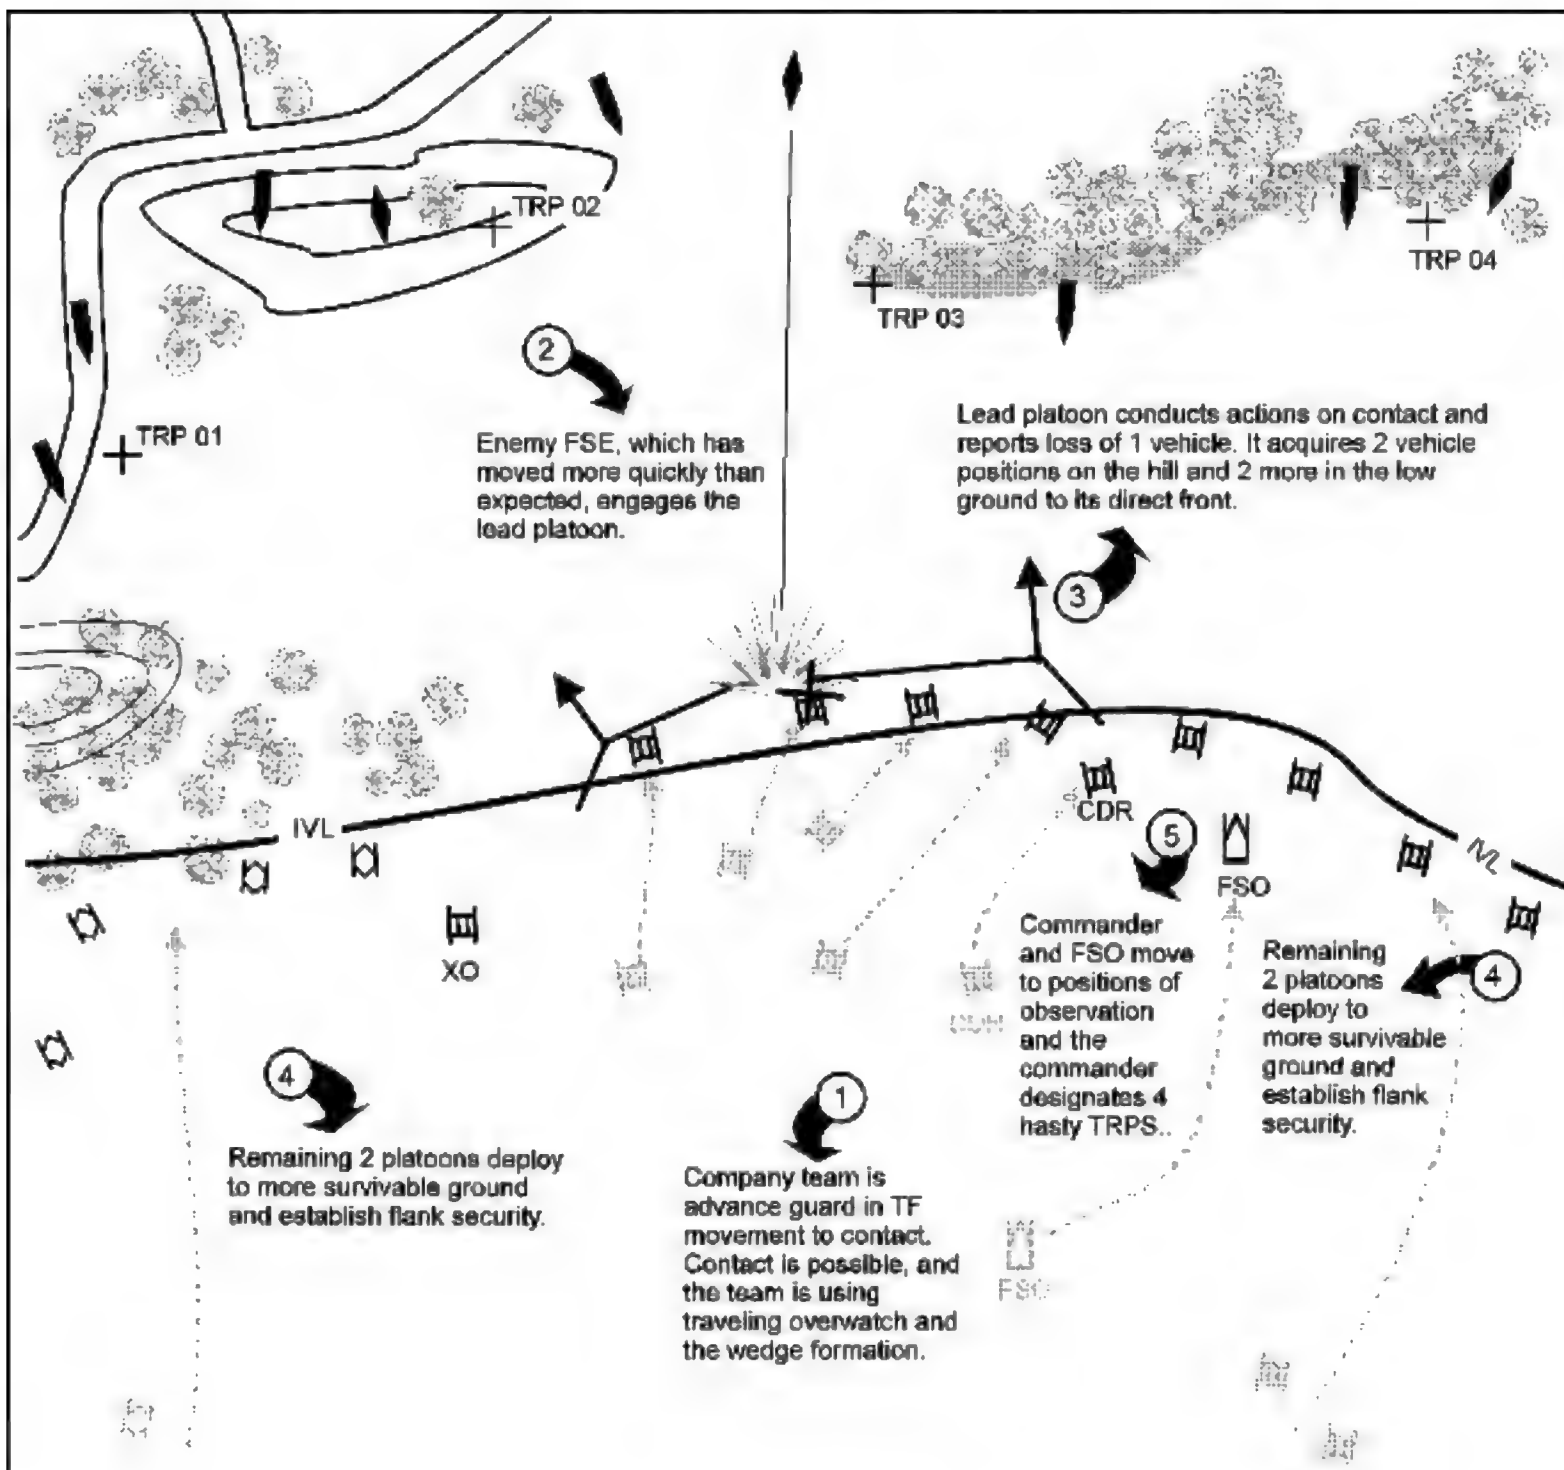 TRP 02
TRP 04
TRP 03
2
TRP 01
Enemy FSE, which has
moved more quickly than
expected, engages the
lead platoon.
Lead platoon conducts actions on contact and
reports loss of 1 vehicle. It acquires 2 vehicle
positions on the hill and 2 more in the low
ground to its direct front.
3
IVL
CDR
5
IVL
FSO
XO
Commander
and FSO move
to positions of
observation
and the
commander
designates 4
hasty TRPS..
4
Remaining
2 platoons
deploy to
more survivable
ground and
establish flank
security.
4
Remaining 2 platoons deploy
to more survivable ground
and establish flank security.
1
Company team is
advance guard in TF
movement to contact.
Contact is possible, and
the team is using
traveling overwatch and
the wedge formation.
FSO